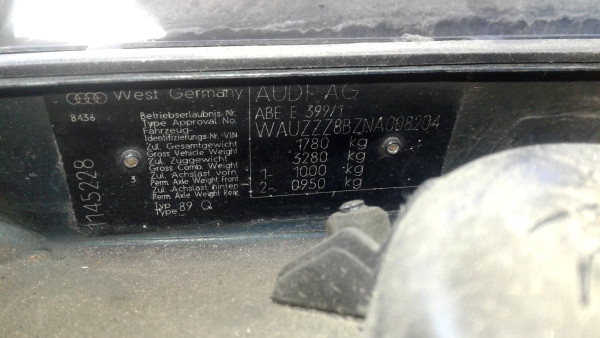 West Germany AUDI AG
8436 Betriebserlaubnis Nr. ABE E 399/1
Type Approval No.
Fahrzeug- WAUZZZ8BZNA008204
Identifizierungs-Nr./VIN
Zul. Gesamtgewicht 1780 kg
Gross Vehicle Weight
Zul. Zuggewicht 3280 kg
Gross Comb. Weight
Zul. Achslast vorn 1- 1000 kg
3 Perm. Axle Weight Front
Zul. Achslast hinten 2- 0950 kg
Perm. Axle Weight Rear
Typ 89 Q
Type
1145228